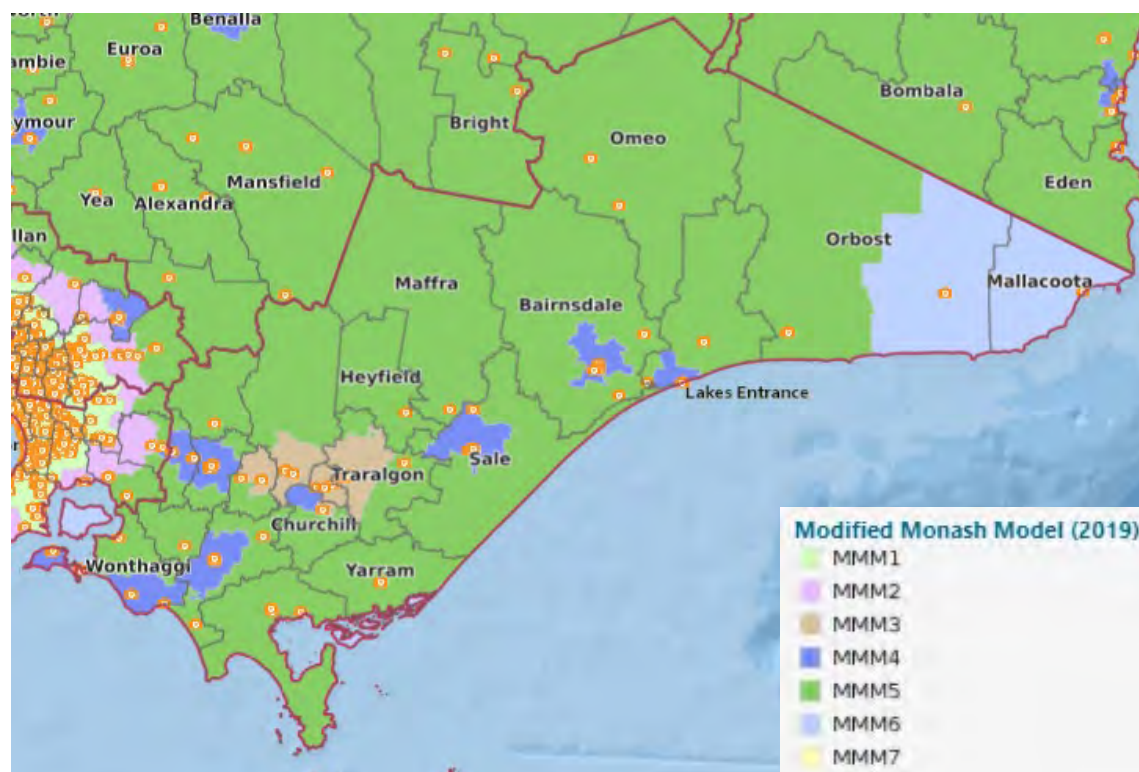 Benalla
Euroa
ambie
Bombala
ymour
Bright
Omeo
Mansfield
Eden
Yea
Alexandra
llan
Orbost
Maffra
Mallacoota
Bairnsdale
Heyfield
Lakes Entrance
Sale
Traralgon
Churchill
Wonthaggi
Yarram
Modified Monash Model (2019)
MMM1
MMM2
MMM3
MMM4
MMM5
MMM6
MMM7